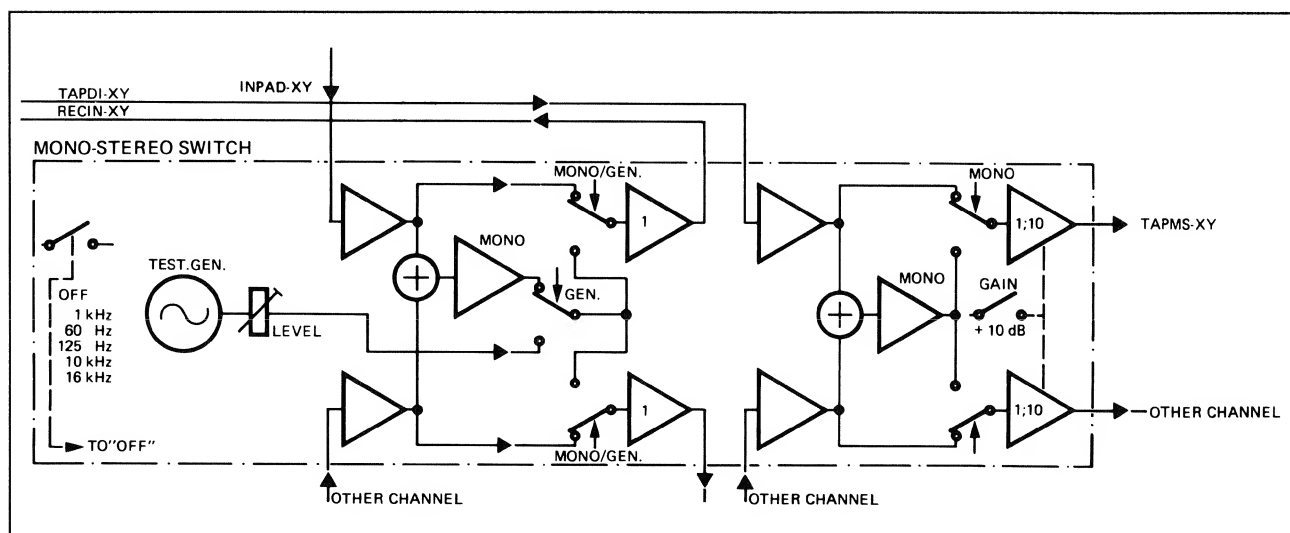 INPAD-XY
TAPDI-XY
RECIN-XY
MONO-STEREO SWITCH
MONO/GEN.
MONO
1
1;10
TAPMS-XY
TEST.GEN.
MONO
MONO
GAIN
OFF
1 kHz
60 Hz
125 Hz
10 kHz
16 kHz
LEVEL
GEN.
+ 10 dB
1
1;10
OTHER CHANNEL
TO"OFF"
MONO/GEN.
OTHER CHANNEL
OTHER CHANNEL